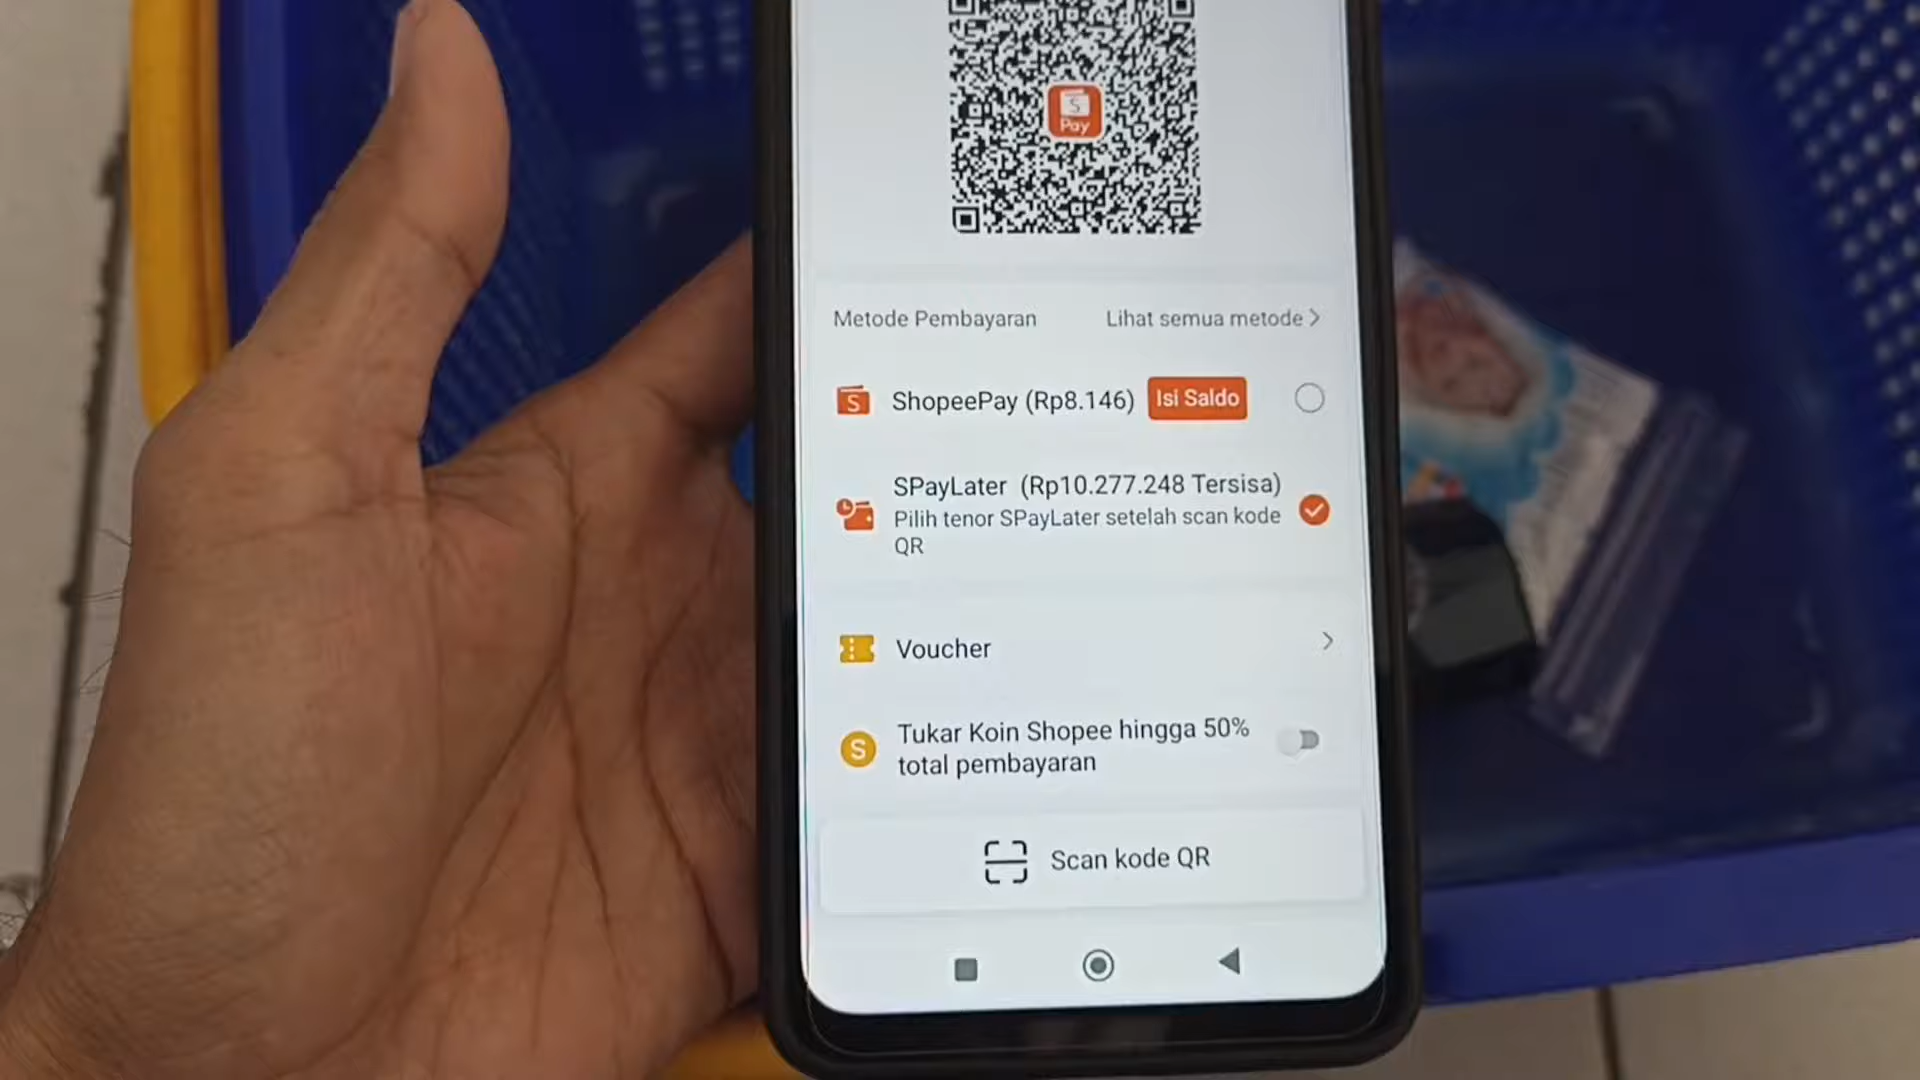 S
Pay
Metode Pembayaran
Lihat semua metode >
S
ShopeePay (Rp8.146)
Isi Saldo
SPayLater (Rp10.277.248 Tersisa)
Pilih tenor SPayLater setelah scan kode
QR
Voucher
S
Tukar Koin Shopee hingga 50%
total pembayaran
Scan kode QR